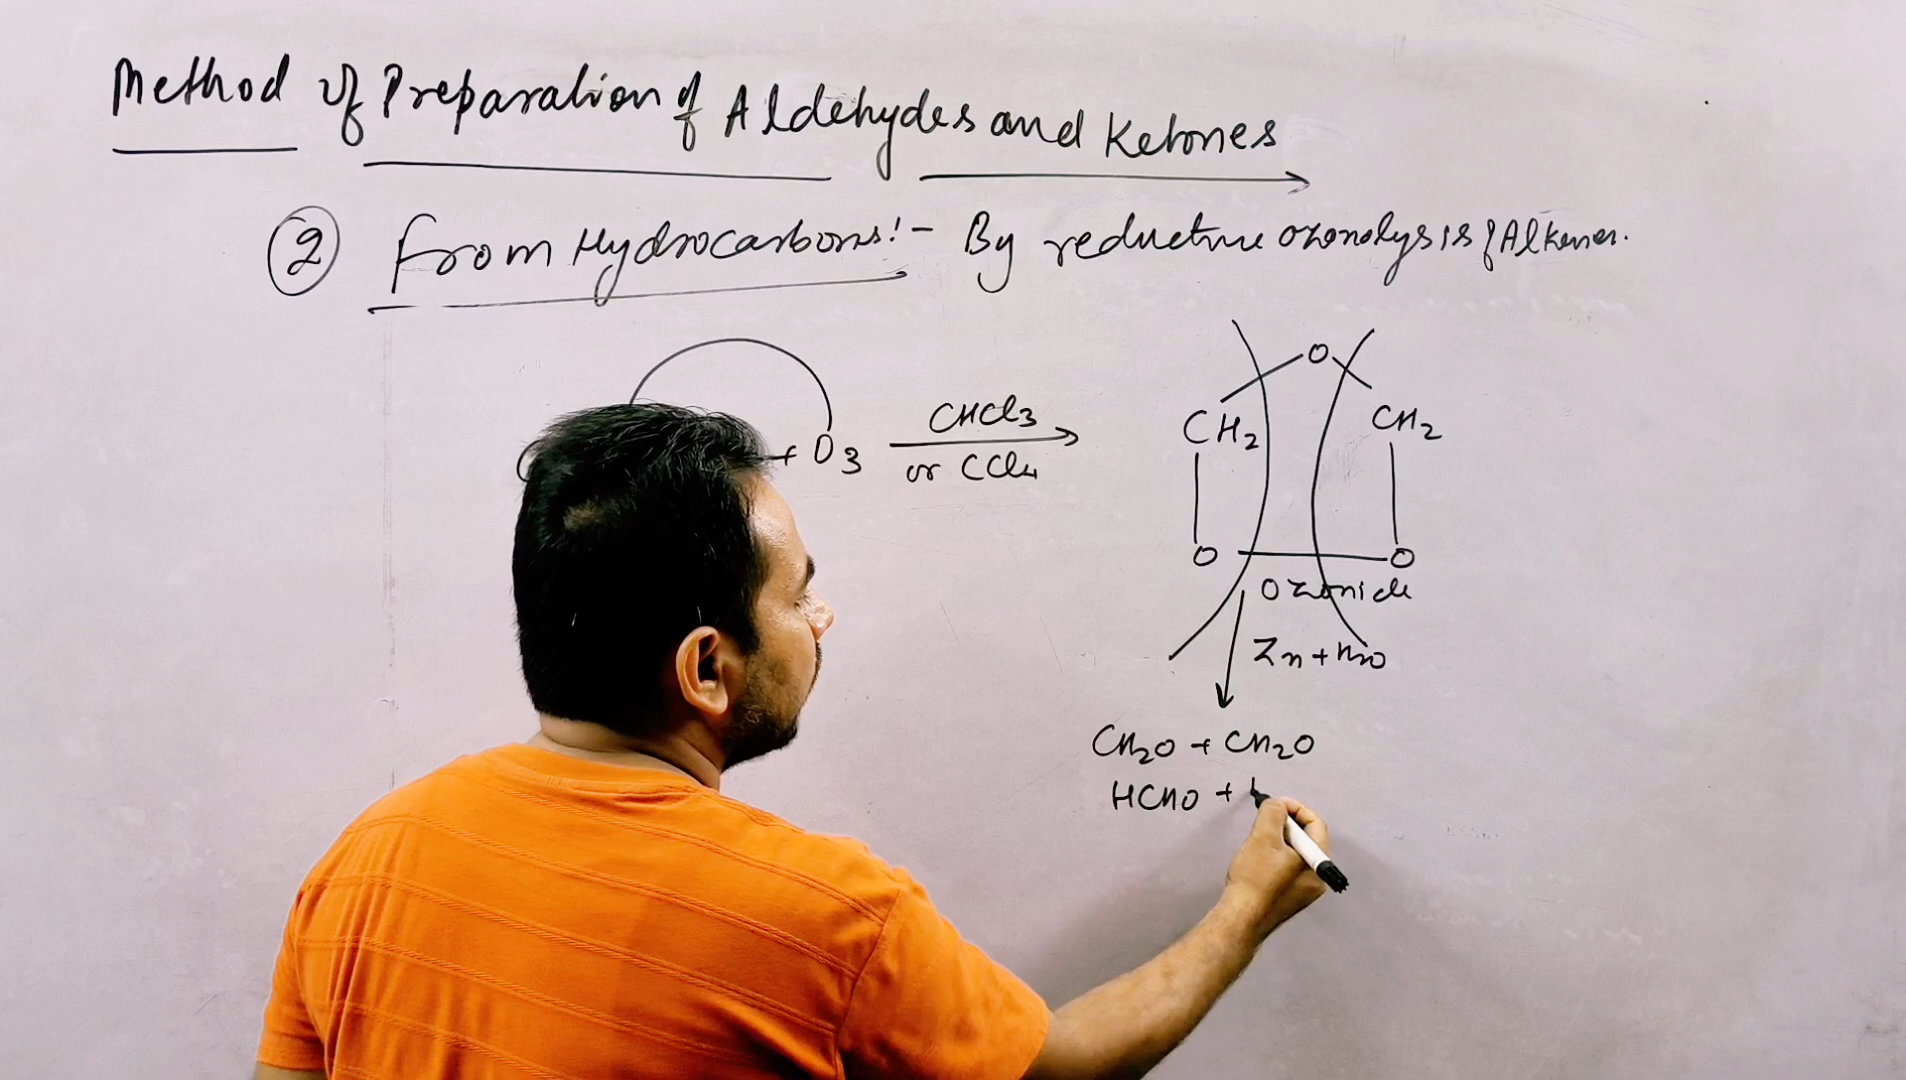 Method of Preparation of Aldehydes and Ketones
② From Hydrocarbons:- By reductive ozonolysis of Alkenes.
+ O3 CHCl3
or CCl4
O
CH2 CH2
O O
Ozonide
Zn + H2O
CH2O + CH2O
HCHO +